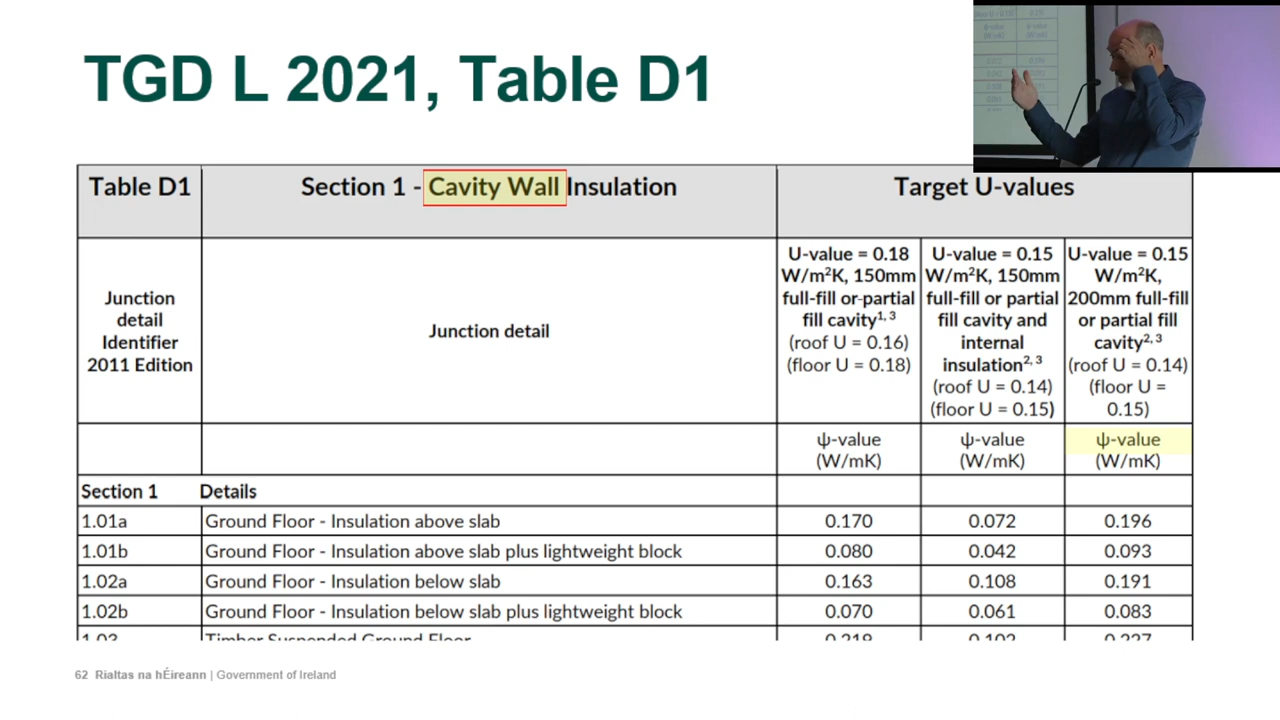 TGD L 2021, Table D1
Table D1
Section 1 - Cavity Wall Insulation
Target U-values
Junction
detail
Identifier
2011 Edition
Junction detail
U-value = 0.18
W/m²K, 150mm
full-fill or partial
fill cavity¹,³
(roof U = 0.16)
(floor U = 0.18)
U-value = 0.15
W/m²K, 150mm
full-fill or partial
fill cavity and
internal
insulation²,³
(roof U = 0.14)
(floor U = 0.15)
U-value = 0.15
W/m²K,
200mm full-fill
or partial fill
cavity²,³
(roof U = 0.14)
(floor U =
0.15)
ψ-value
(W/mK)
ψ-value
(W/mK)
ψ-value
(W/mK)
Section 1 Details
1.01a Ground Floor - Insulation above slab 0.170 0.072 0.196
1.01b Ground Floor - Insulation above slab plus lightweight block 0.080 0.042 0.093
1.02a Ground Floor - Insulation below slab 0.163 0.108 0.191
1.02b Ground Floor - Insulation below slab plus lightweight block 0.070 0.061 0.083
1.03 Timber Suspended Ground Floor
62 Rialtas na hÉireann | Government of Ireland